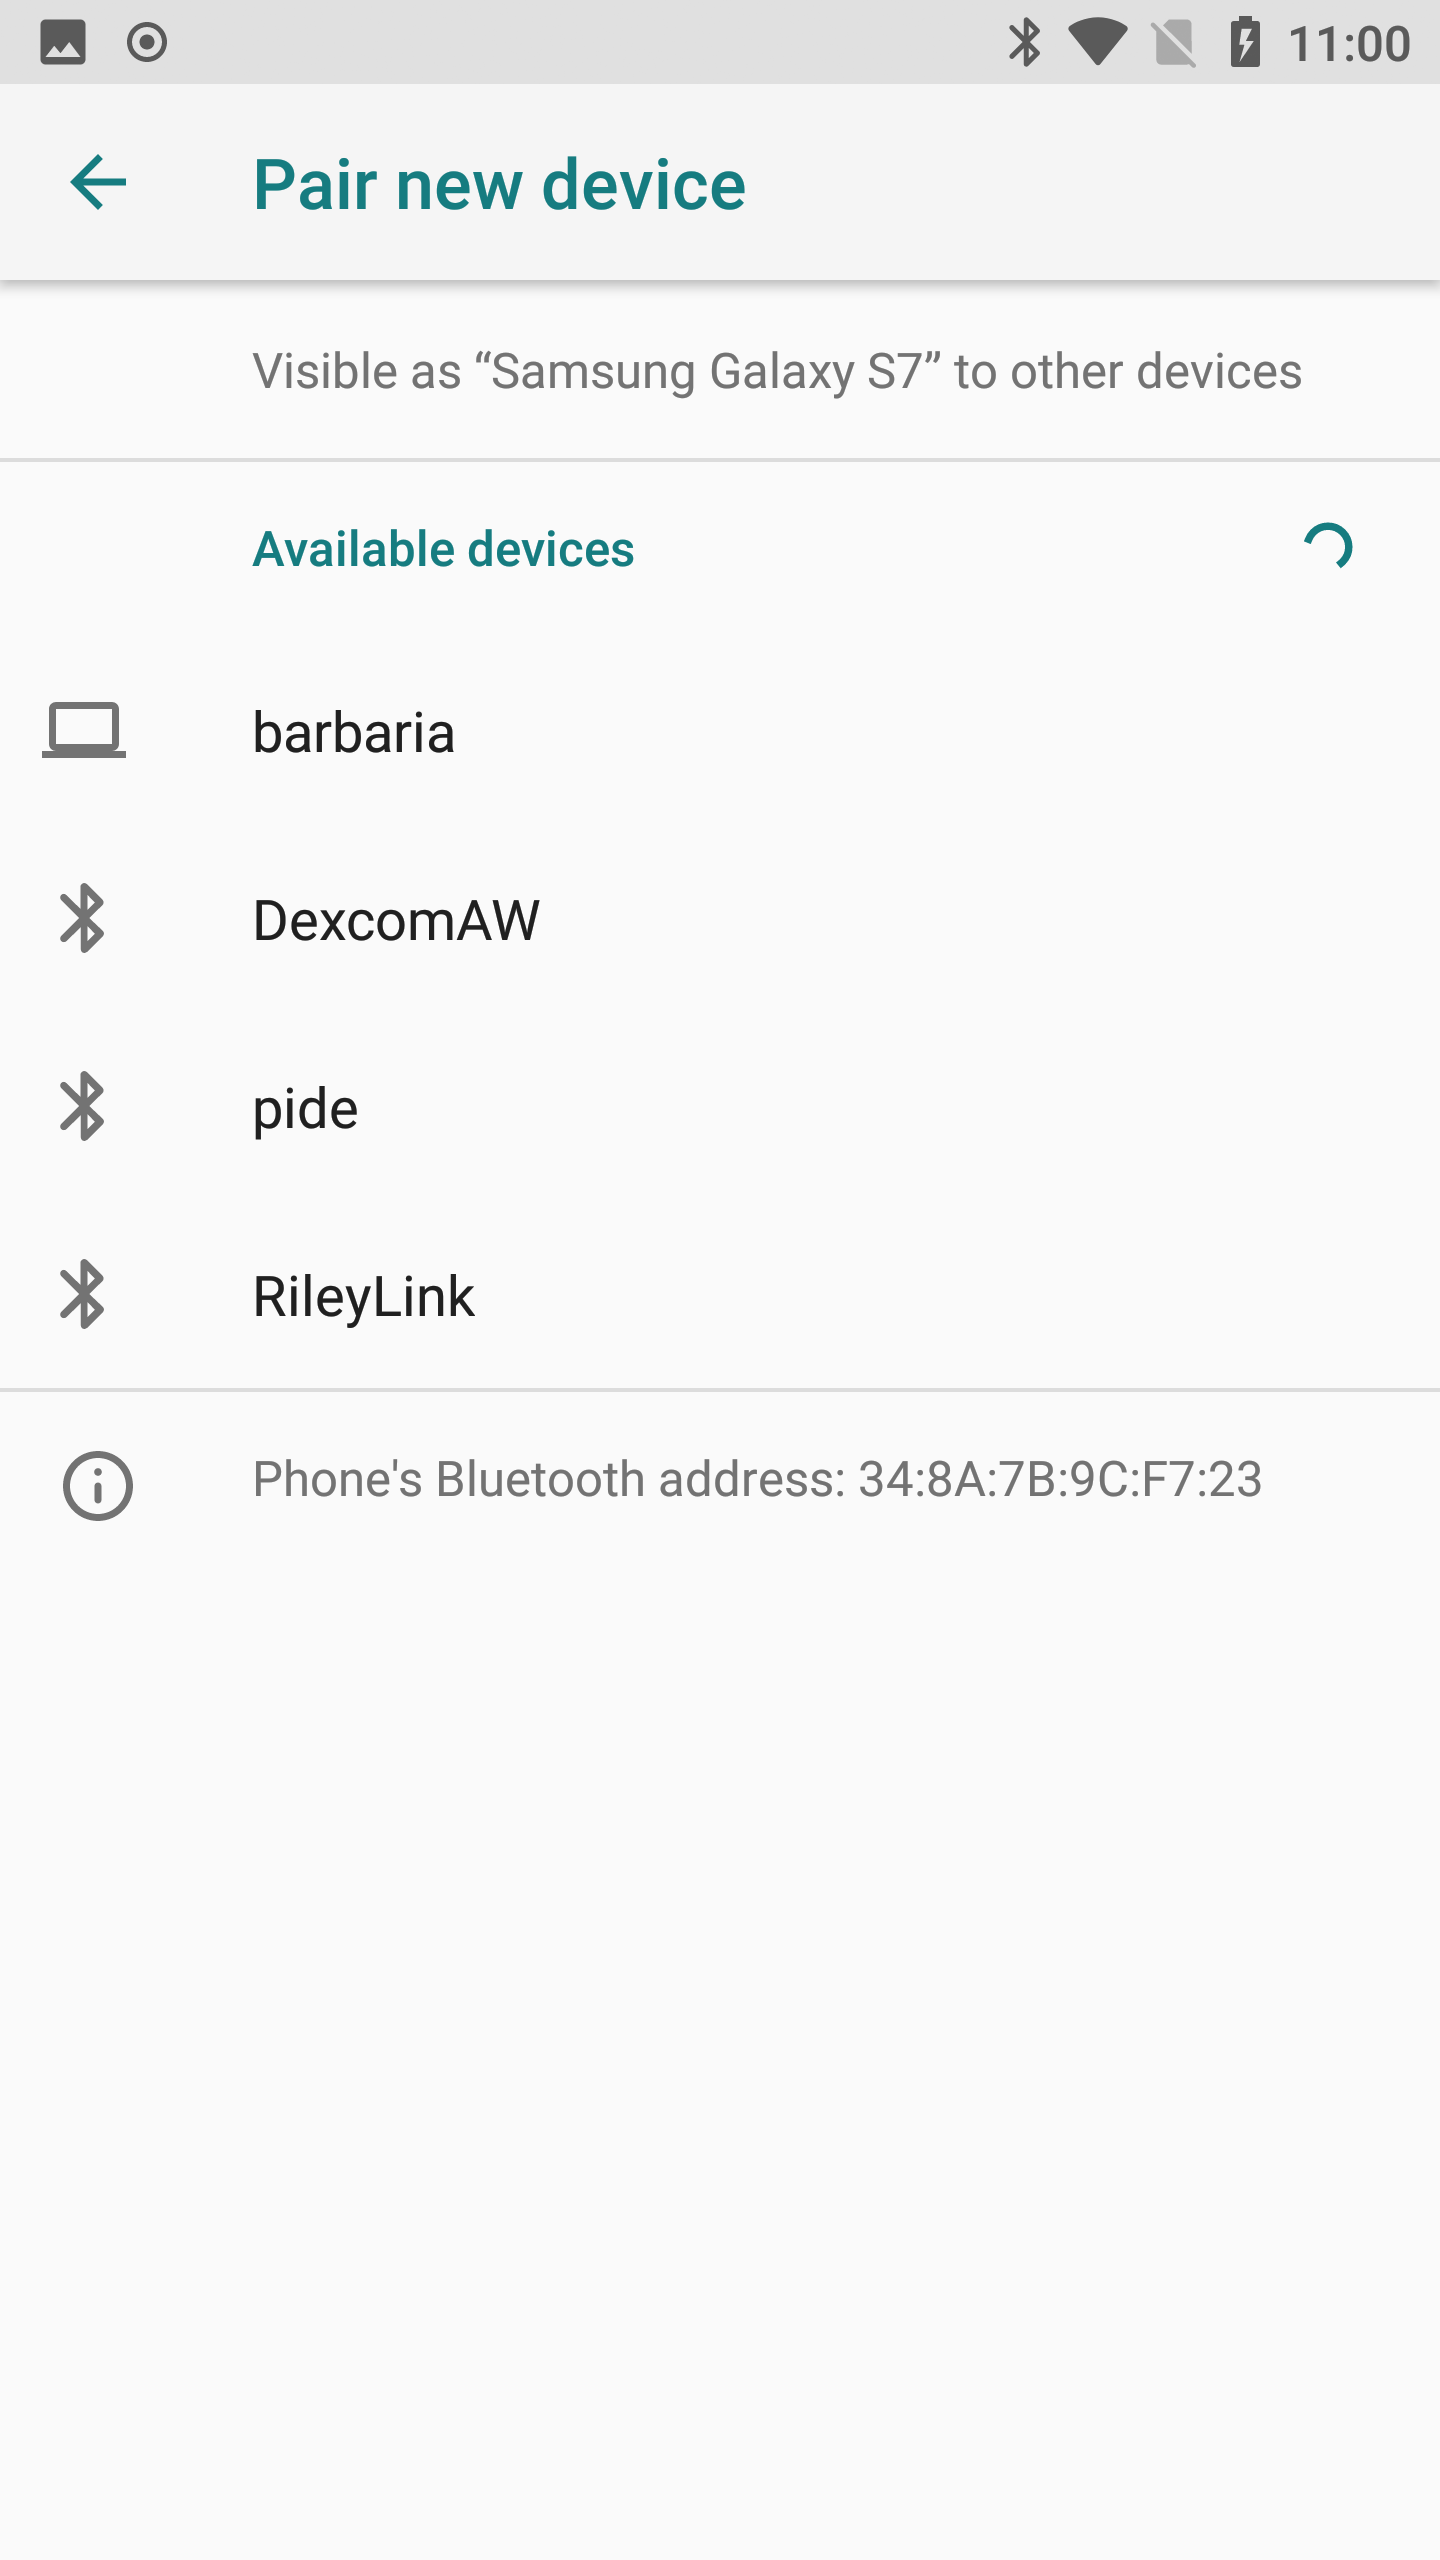 11:00
Pair new device
Visible as “Samsung Galaxy S7” to other devices
Available devices
barbaria
DexcomAW
pide
RileyLink
Phone's Bluetooth address: 34:8A:7B:9C:F7:23